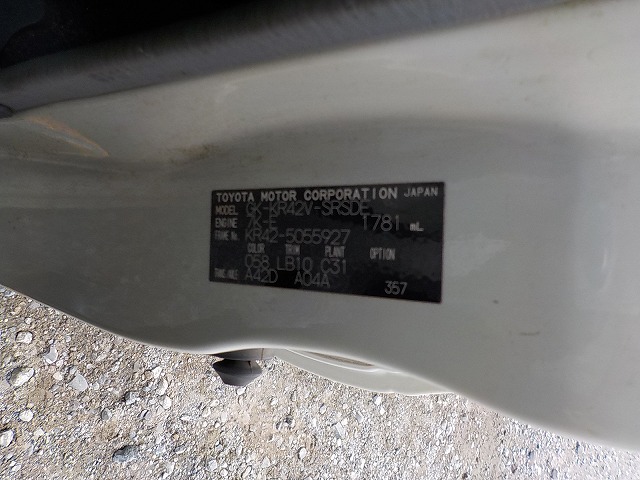 TOYOTA MOTOR CORPORATION JAPAN
MODEL GK-KR42V-SRSDE
ENGINE 7K-E 1781 mL
FRAME No. KR42-5055927
COLOR TRIM PLANT OPTION
058 LB10 C31
TRANS./AXLE A42D A04A 357